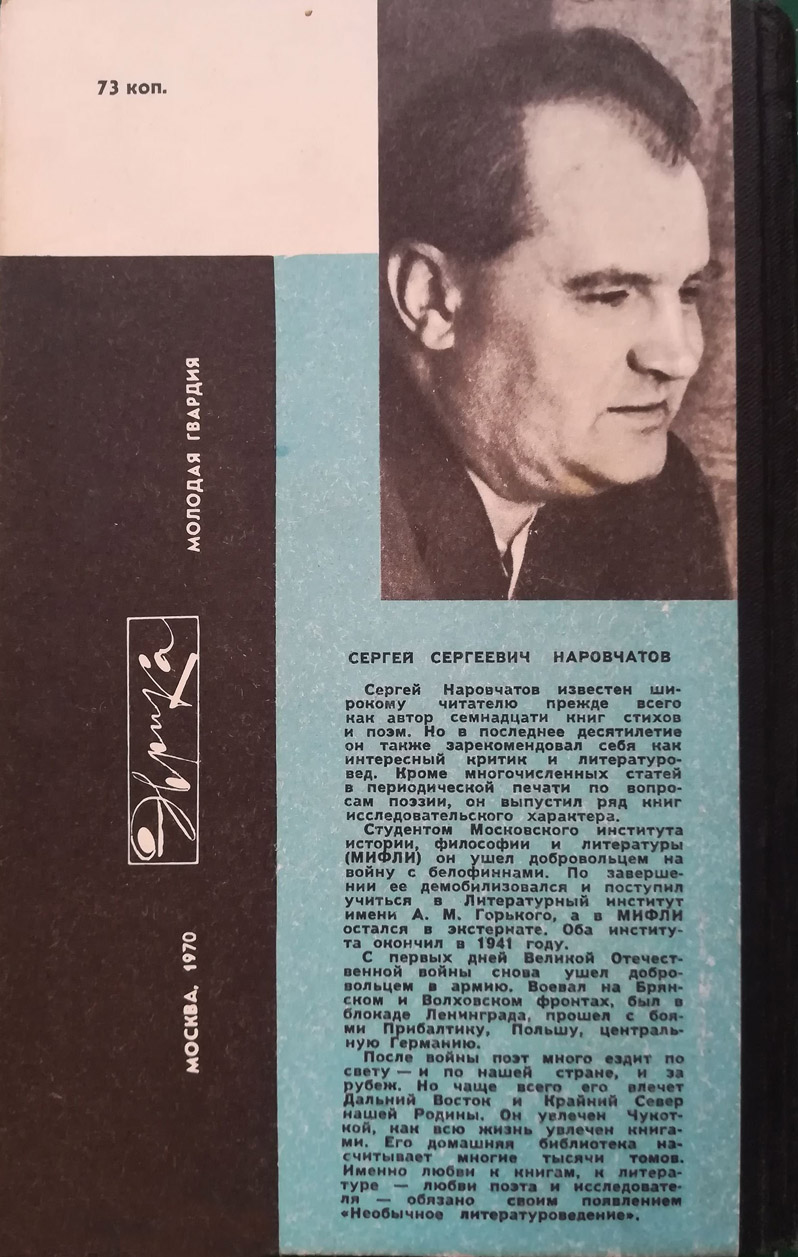 73 коп.
МОЛОДАЯ ГВАРДИЯ
Эврика
МОСКВА, 1970
СЕРГЕЙ СЕРГЕЕВИЧ НАРОВЧАТОВ
Сергей Наровчатов известен ши-
рокому читателю прежде всего
как автор семнадцати книг стихов
и поэм. Но в последнее десятилетие
он также зарекомендовал себя как
интересный критик и литературо-
вед. Кроме многочисленных статей
в периодической печати по вопро-
сам поэзии, он выпустил ряд книг
исследовательского характера.
Студентом Московского института
истории, философии и литературы
(МИФЛИ) он ушел добровольцем на
войну с белофиннами. По заверше-
нии ее демобилизовался и поступил
учиться в Литературный институт
имени А. М. Горького, а в МИФЛИ
остался в экстернате. Оба институ-
та окончил в 1941 году.
С первых дней Великой Отечест-
венной войны снова ушел добро-
вольцем в армию. Воевал на Брян-
ском и Волховском фронтах, был в
блокаде Ленинграда, прошел с боя-
ми Прибалтику, Польшу, централь-
ную Германию.
После войны поэт много ездит по
свету — и по нашей стране, и за
рубеж. Но чаще всего его влечет
Дальний Восток и Крайний Север
нашей Родины. Он увлечен Чукот-
кой, как всю жизнь увлечен книга-
ми. Его домашняя библиотека на-
считывает многие тысячи томов.
Именно любви к книгам, к литера-
туре — любви поэта и исследовате-
ля — обязано своим появлением
«Необычное литературоведение».